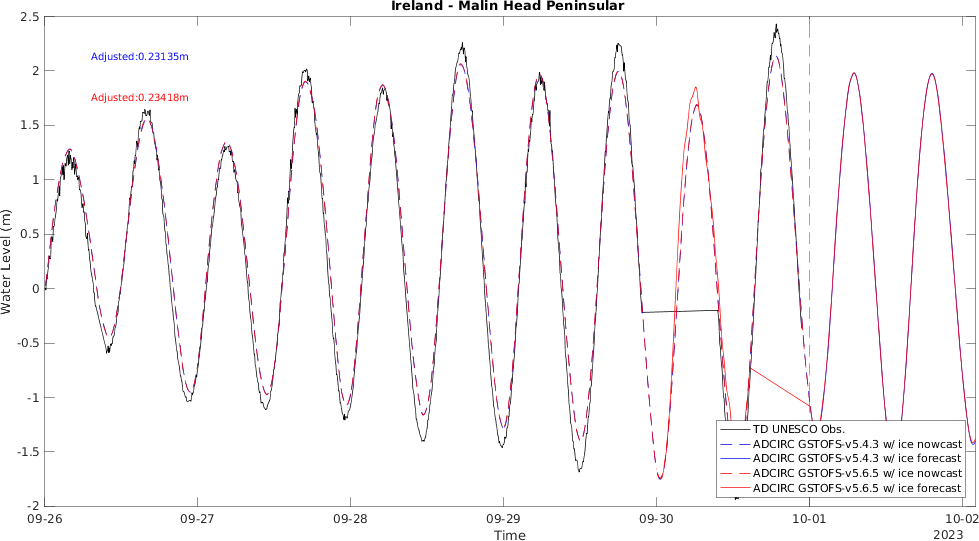 Ireland - Malin Head Peninsular
2.5
2
1.5
1
0.5
0
-0.5
-1
-1.5
-2
Water Level (m)
Adjusted:0.23135m
Adjusted:0.23418m
TD UNESCO Obs.
ADCIRC GSTOFS-v5.4.3 w/ ice nowcast
ADCIRC GSTOFS-v5.4.3 w/ ice forecast
ADCIRC GSTOFS-v5.6.5 w/ ice nowcast
ADCIRC GSTOFS-v5.6.5 w/ ice forecast
09-26 09-27 09-28 09-29 09-30 10-01 10-02
Time
2023